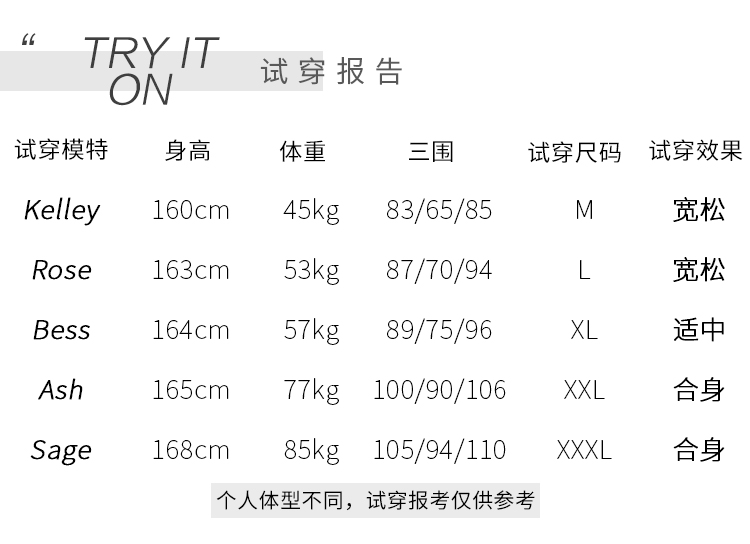 “ TRY IT
ON
试穿报告
试穿模特 身高 体重 三围 试穿尺码 试穿效果
Kelley 160cm 45kg 83/65/85 M 宽松
Rose 163cm 53kg 87/70/94 L 宽松
Bess 164cm 57kg 89/75/96 XL 适中
Ash 165cm 77kg 100/90/106 XXL 合身
Sage 168cm 85kg 105/94/110 XXXL 合身
个人体型不同，试穿报考仅供参考